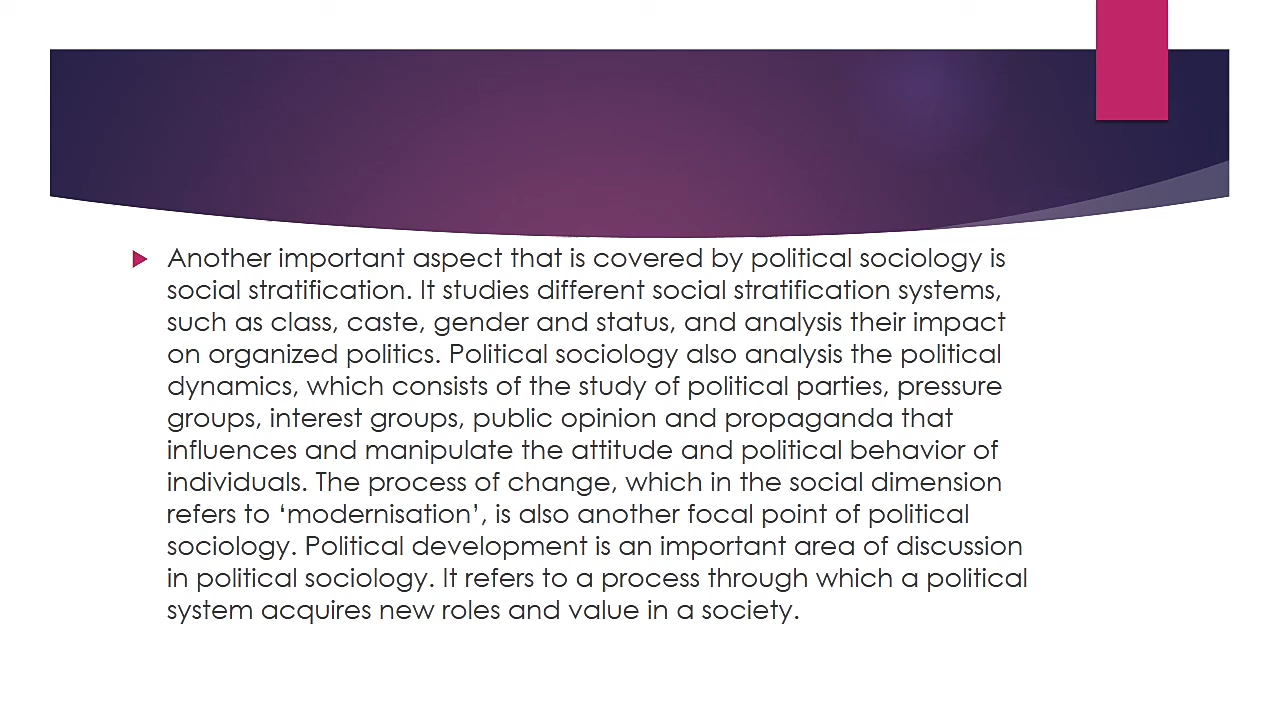 Another important aspect that is covered by political sociology is
social stratification. It studies different social stratification systems,
such as class, caste, gender and status, and analysis their impact
on organized politics. Political sociology also analysis the political
dynamics, which consists of the study of political parties, pressure
groups, interest groups, public opinion and propaganda that
influences and manipulate the attitude and political behavior of
individuals. The process of change, which in the social dimension
refers to ‘modernisation’, is also another focal point of political
sociology. Political development is an important area of discussion
in political sociology. It refers to a process through which a political
system acquires new roles and value in a society.